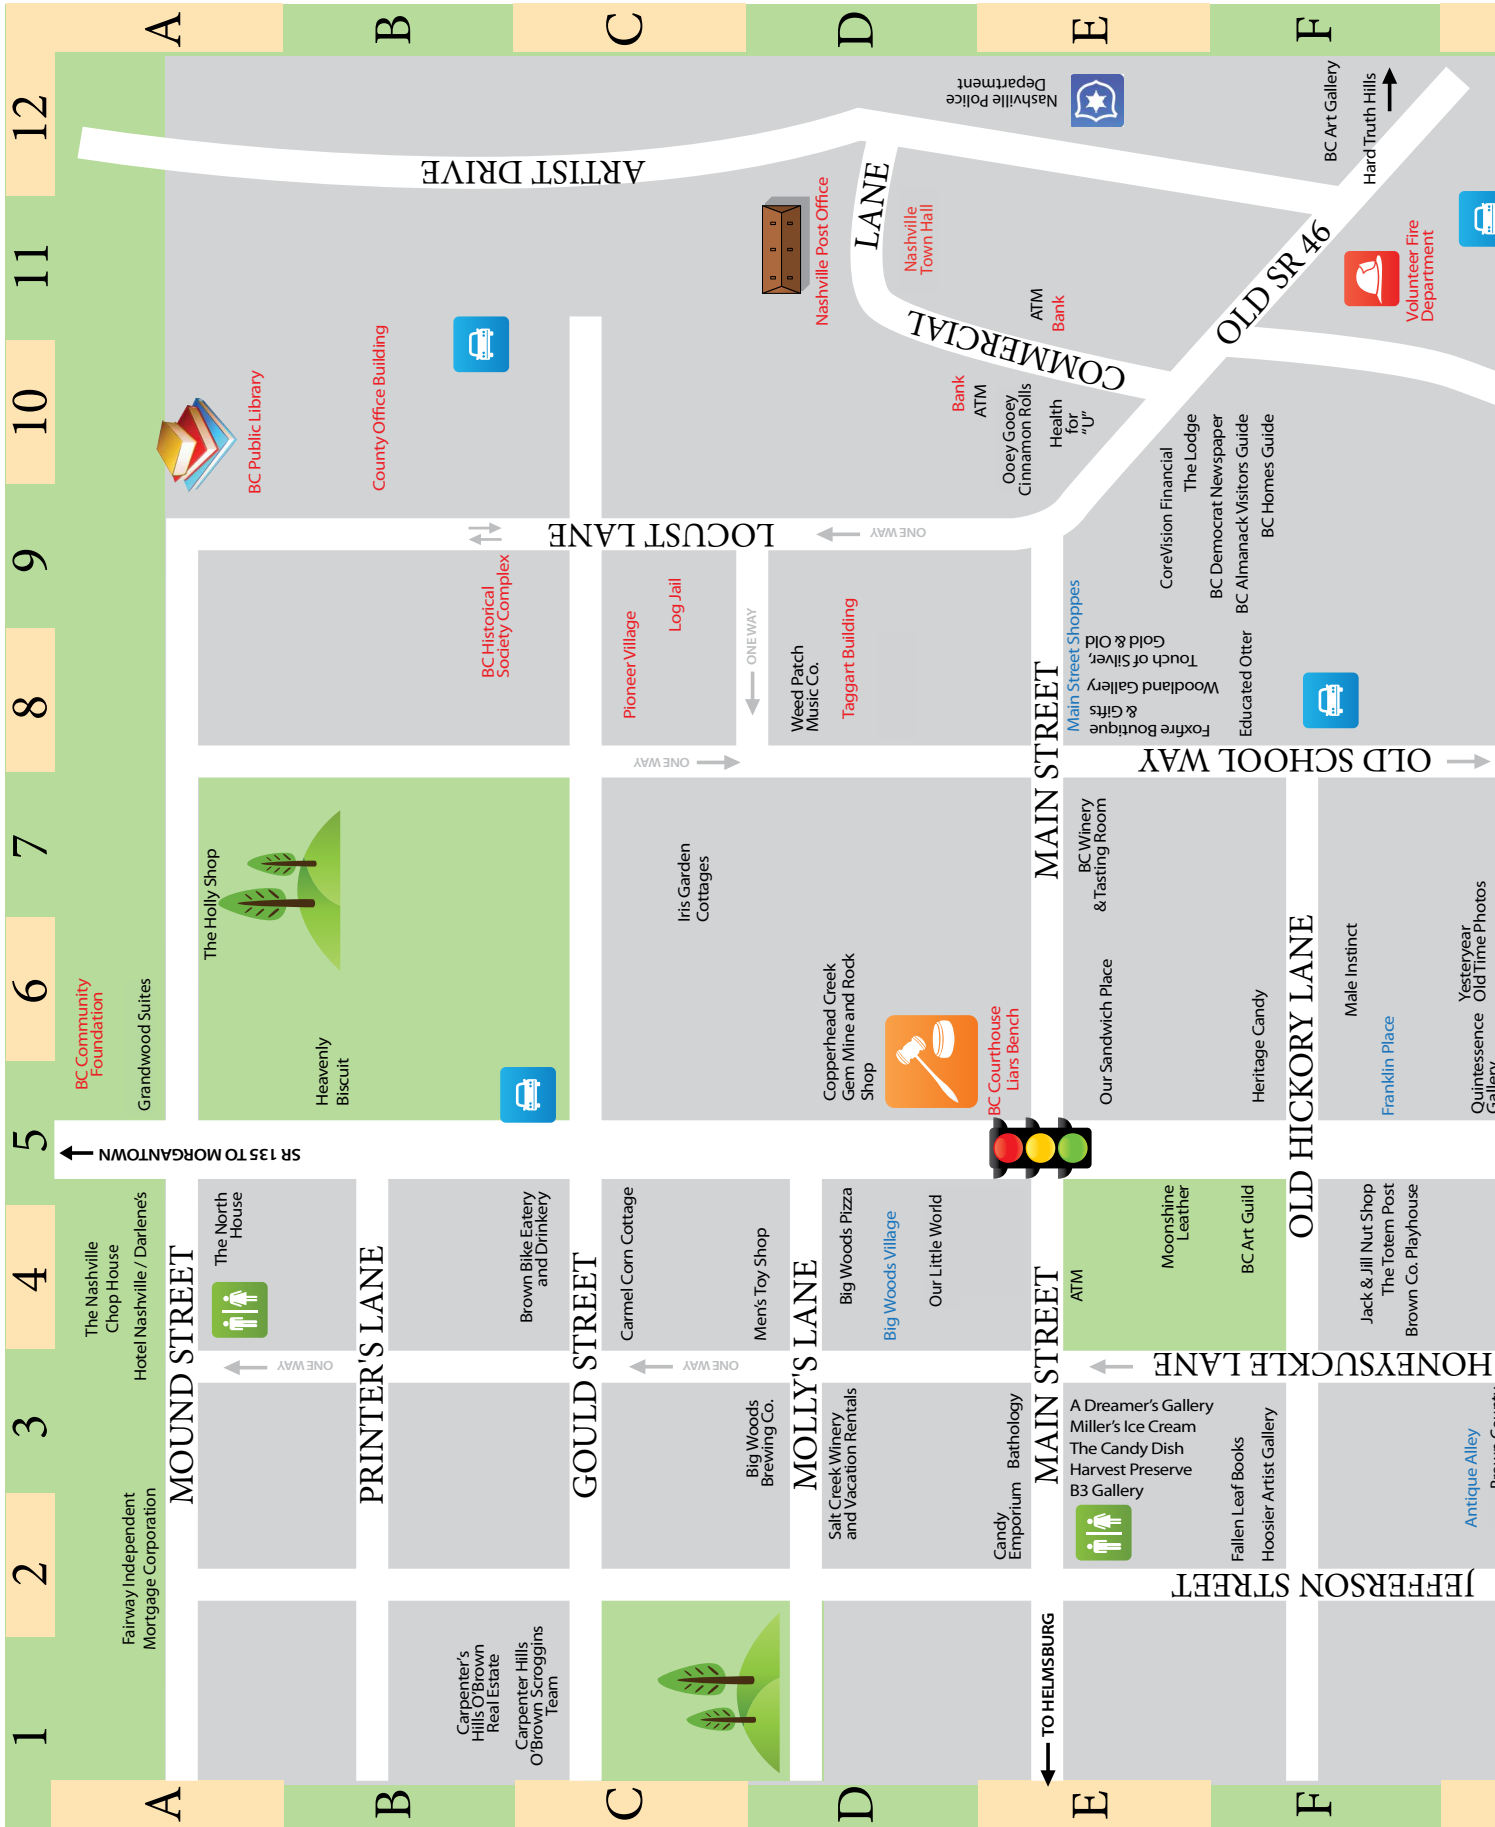 A
B
C
D
E
F
1
2
3
4
5
6
7
8
9
10
11
12
A
B
C
D
E
F
BC Community
Foundation
Grandwood Suites
SR 135 TO MORGANTOWN
The Nashville
Chop House
Hotel Nashville / Darlene's
Fairway Independent
Mortgage Corporation
MOUND STREET
The North
House
The Holly Shop
Heavenly
Biscuit
BC Public Library
County Office Building
ARTIST DRIVE
ONE WAY
PRINTER'S LANE
Carpenter's
Hills O'Brown
Real Estate
Carpenter Hills
O'Brown Scroggins
Team
Brown Bike Eatery
and Drinkery
BC Historical
Society Complex
LOCUST LANE
GOULD STREET
Carmel Corn Cottage
Men's Toy Shop
ONE WAY
Big Woods
Brewing Co.
Iris Garden
Cottages
ONE WAY
Pioneer Village
Log Jail
ONE WAY
ONE WAY
MOLLY'S LANE
Salt Creek Winery
and Vacation Rentals
Big Woods Pizza
Big Woods Village
Our Little World
Copperhead Creek
Gem Mine and Rock
Shop
BC Courthouse
Liars Bench
Weed Patch
Music Co.
Taggart Building
Nashville Post Office
Nashville
Town Hall
COMMERCIAL
LANE
Nashville Police
Department
Bank
ATM
Ooey Gooey
Cinnamon Rolls
Health
for
"U"
ATM
Bank
Candy
Emporium
Bathology
TO HELMSBURG
MAIN STREET
MAIN STREET
A Dreamer's Gallery
Miller's Ice Cream
The Candy Dish
Harvest Preserve
B3 Gallery
Fallen Leaf Books
Hoosier Artist Gallery
JEFFERSON STREET
HONEYSUCKLE LANE
ATM
Moonshine
Leather
BC Art Guild
Our Sandwich Place
BC Winery
& Tasting Room
Heritage Candy
Main Street Shoppes
Foxfire Boutique
& Gifts
Woodland Gallery
Touch of Silver,
Gold & Old
Educated Otter
CoreVision Financial
The Lodge
BC Democrat Newspaper
BC Almanack Visitors Guide
BC Homes Guide
OLD SR 46
BC Art Gallery
Hard Truth Hills
Volunteer Fire
Department
OLD SCHOOL WAY
OLD HICKORY LANE
Jack & Jill Nut Shop
The Totem Post
Brown Co. Playhouse
Male Instinct
Franklin Place
Quintessence
Gallery
Yesteryear
Old Time Photos
Antique Alley